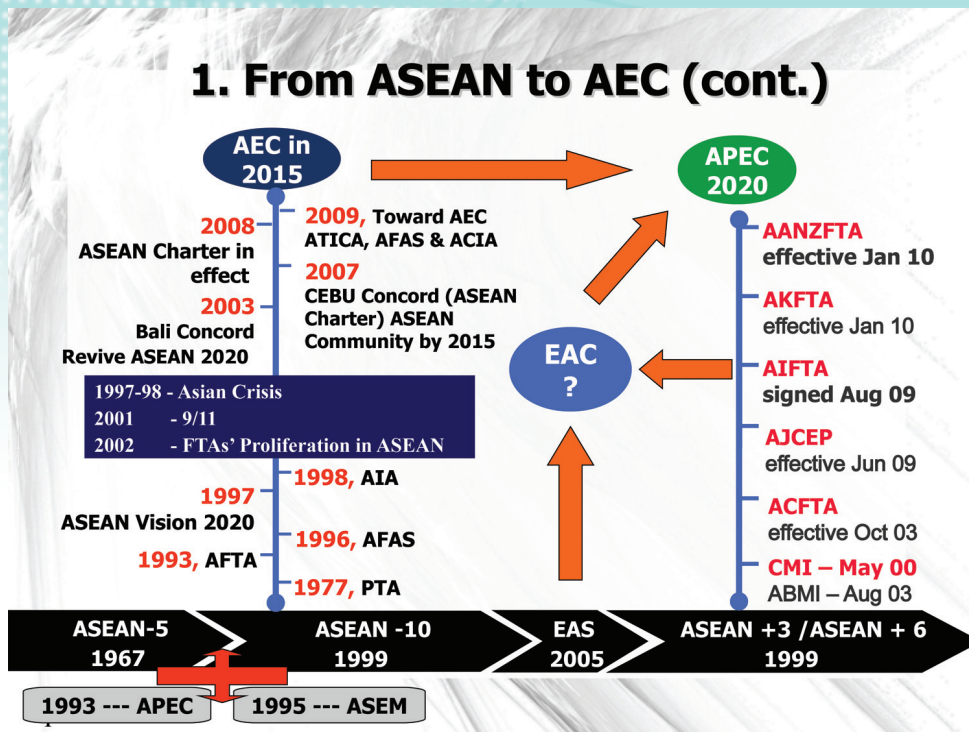 1. From ASEAN to AEC (cont.)
AEC in
2015
APEC
2020
2008
ASEAN Charter in
effect
2003
Bali Concord
Revive ASEAN 2020
2009, Toward AEC
ATICA, AFAS & ACIA
2007
CEBU Concord (ASEAN
Charter) ASEAN
Community by 2015
1997-98 - Asian Crisis
2001 - 9/11
2002 - FTAs' Proliferation in ASEAN
1998, AIA
1997
ASEAN Vision 2020
1996, AFAS
1993, AFTA
1977, PTA
EAC
?
AANZFTA
effective Jan 10
AKFTA
effective Jan 10
AIFTA
signed Aug 09
AJCEP
effective Jun 09
ACFTA
effective Oct 03
CMI – May 00
ABMI – Aug 03
ASEAN-5
1967
ASEAN -10
1999
EAS
2005
ASEAN +3 /ASEAN + 6
1999
1993 --- APEC
1995 --- ASEM